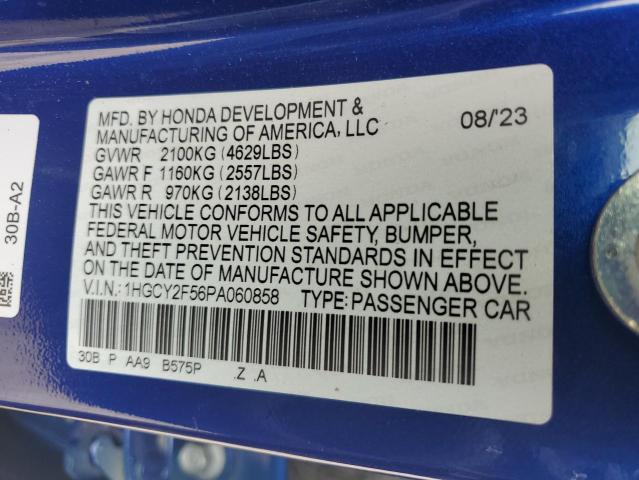 MFD. BY HONDA DEVELOPMENT & 08/'23
MANUFACTURING OF AMERICA, LLC
GVWR 2100KG (4629LBS)
GAWR F 1160KG (2557LBS)
GAWR R 970KG (2138LBS)
THIS VEHICLE CONFORMS TO ALL APPLICABLE
FEDERAL MOTOR VEHICLE SAFETY, BUMPER,
AND THEFT PREVENTION STANDARDS IN EFFECT
ON DATE OF MANUFACTURE SHOWN ABOVE.
V.I.N.:1HGCY2F56PA060858 TYPE:PASSENGER CAR
30B P AA9 B575P .Z .A
30B-A2